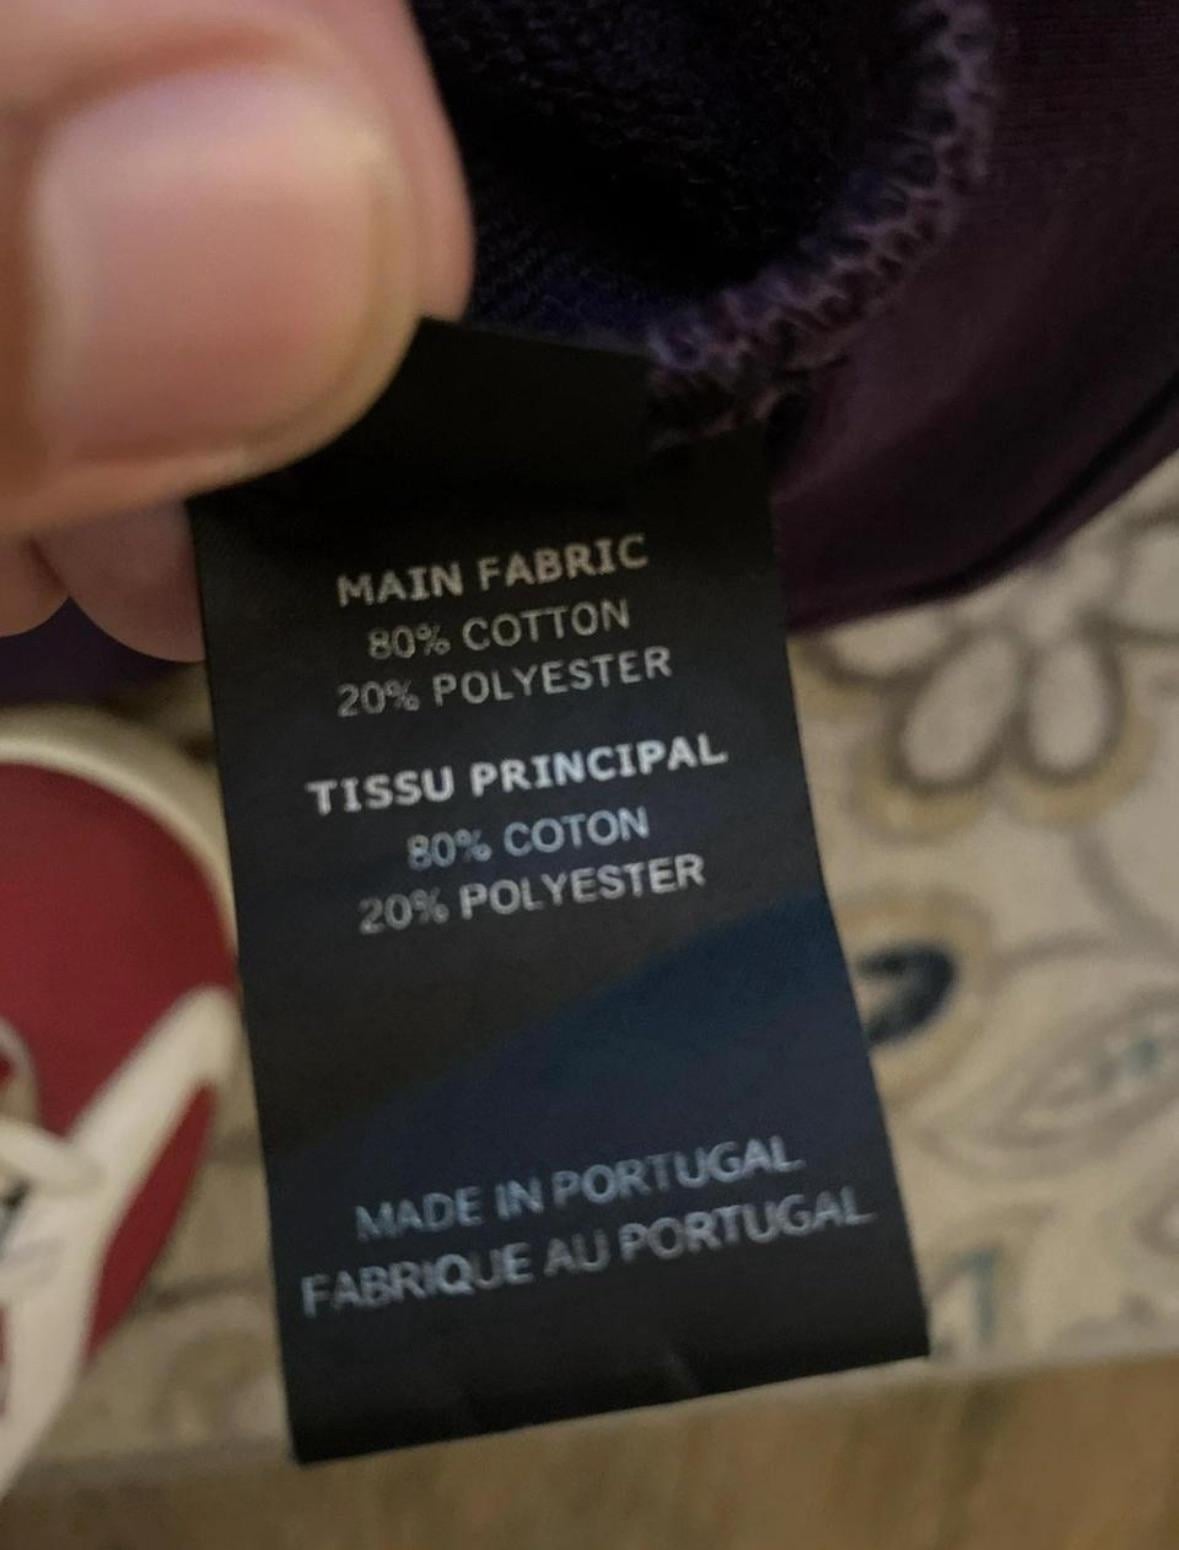 MAIN FABRIC
80% COTTON
20% POLYESTER
TISSU PRINCIPAL
80% COTON
20% POLYESTER
MADE IN PORTUGAL
FABRIQUE AU PORTUGAL